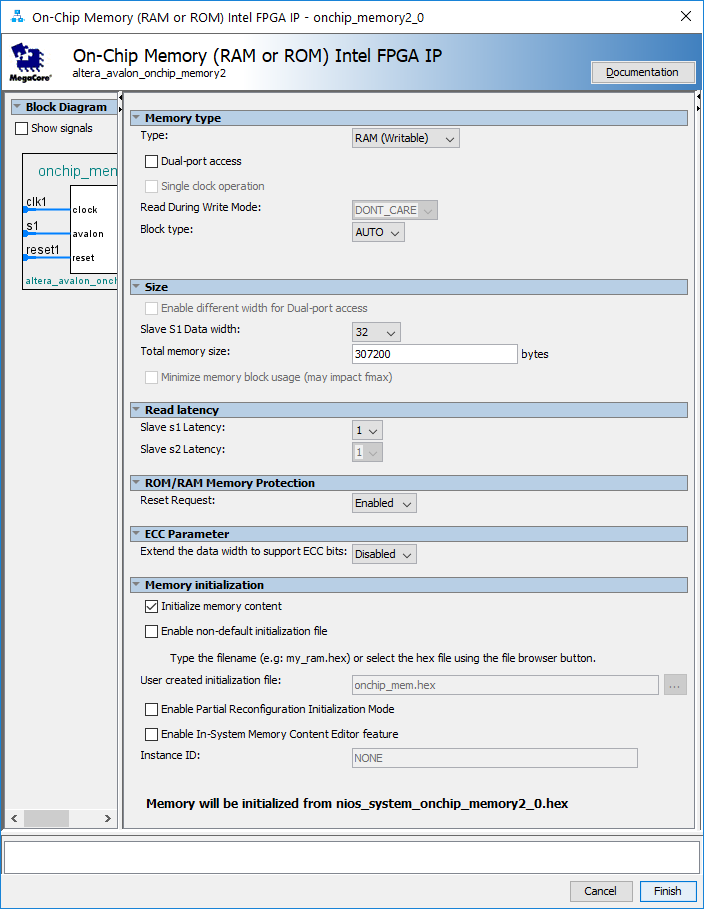 On-Chip Memory (RAM or ROM) Intel FPGA IP - onchip_memory2_0
On-Chip Memory (RAM or ROM) Intel FPGA IP
altera_avalon_onchip_memory2
MegaCore®
Documentation
Block Diagram
Show signals
onchip_mem
clk1
clock
s1
avalon
reset1
reset
altera_avalon_onch
Memory type
Type: RAM (Writable)
Dual-port access
Single clock operation
Read During Write Mode: DONT_CARE
Block type: AUTO
Size
Enable different width for Dual-port access
Slave S1 Data width: 32
Total memory size: 307200 bytes
Minimize memory block usage (may impact fmax)
Read latency
Slave s1 Latency: 1
Slave s2 Latency: 1
ROM/RAM Memory Protection
Reset Request: Enabled
ECC Parameter
Extend the data width to support ECC bits: Disabled
Memory initialization
Initialize memory content
Enable non-default initialization file
Type the filename (e.g: my_ram.hex) or select the hex file using the file browser button.
User created initialization file: onchip_mem.hex ...
Enable Partial Reconfiguration Initialization Mode
Enable In-System Memory Content Editor feature
Instance ID: NONE
Memory will be initialized from nios_system_onchip_memory2_0.hex
Cancel Finish